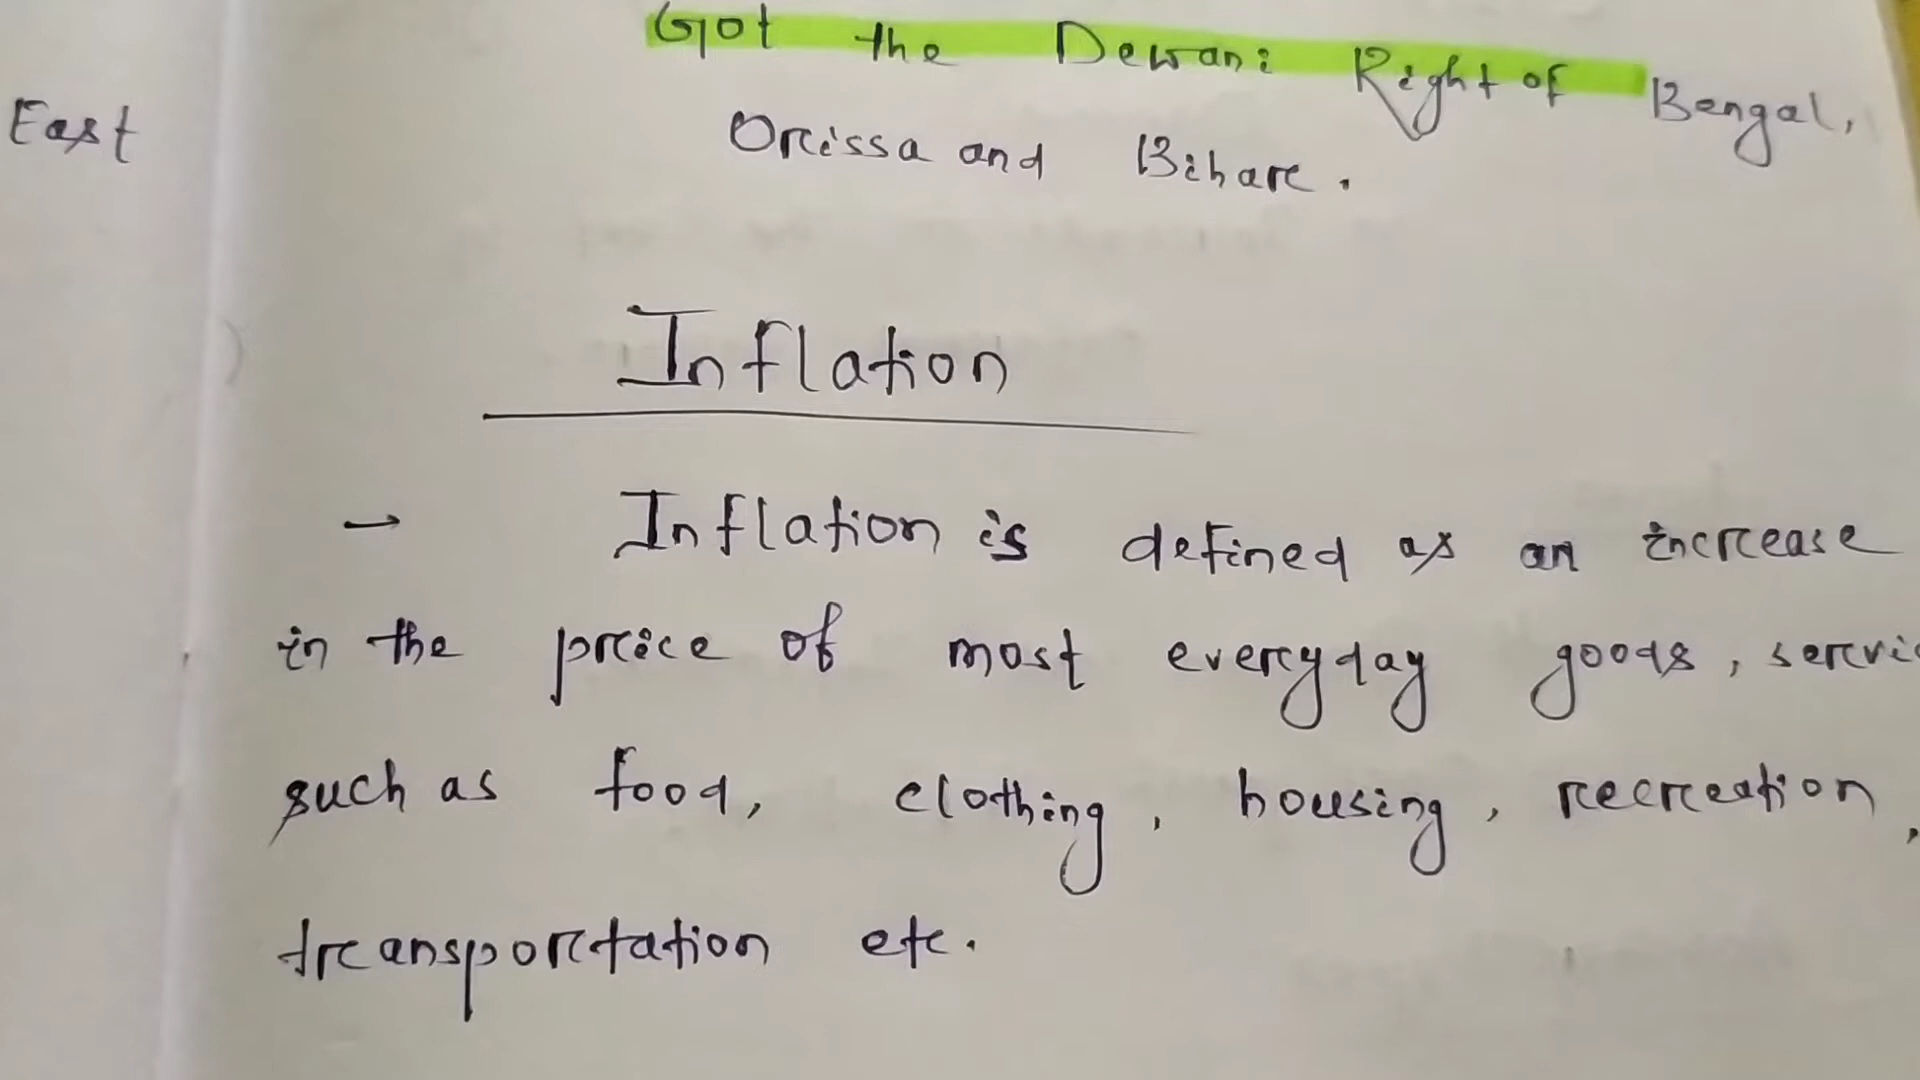 Got the Dewani Right of Bengal,
Orissa and Bihar.
East
Inflation
→ Inflation is defined as an increase
in the price of most everyday goods, servic
such as food, clothing, housing, recreation,
transportation etc.